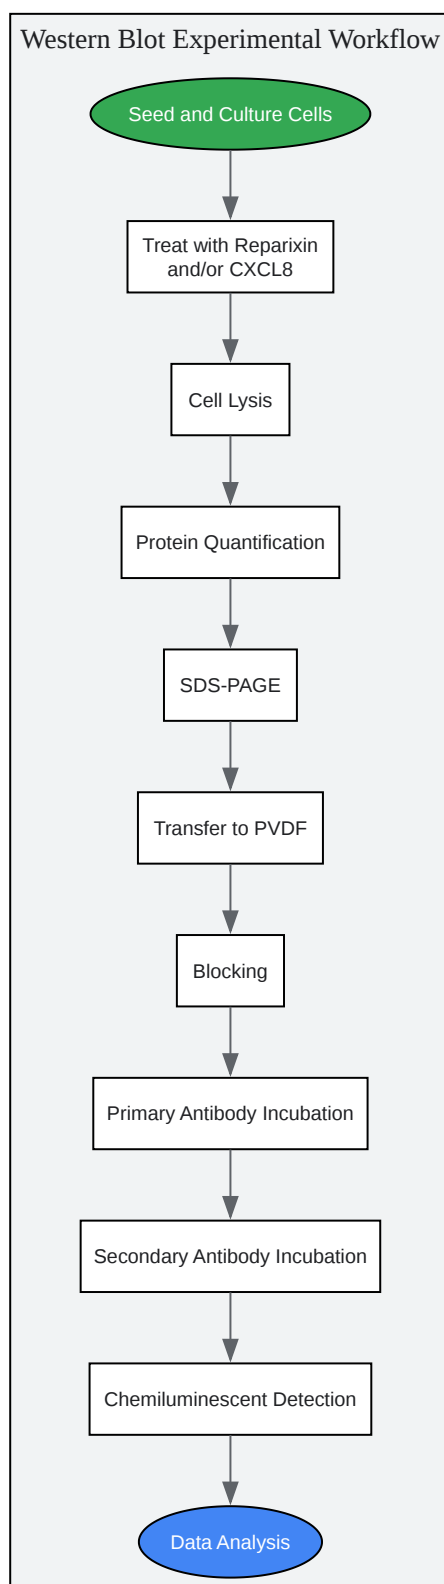 Western Blot Experimental Workflow
Seed and Culture Cells
Treat with Reparixin
and/or CXCL8
Cell Lysis
Protein Quantification
SDS-PAGE
Transfer to PVDF
Blocking
Primary Antibody Incubation
Secondary Antibody Incubation
Chemiluminescent Detection
Data Analysis